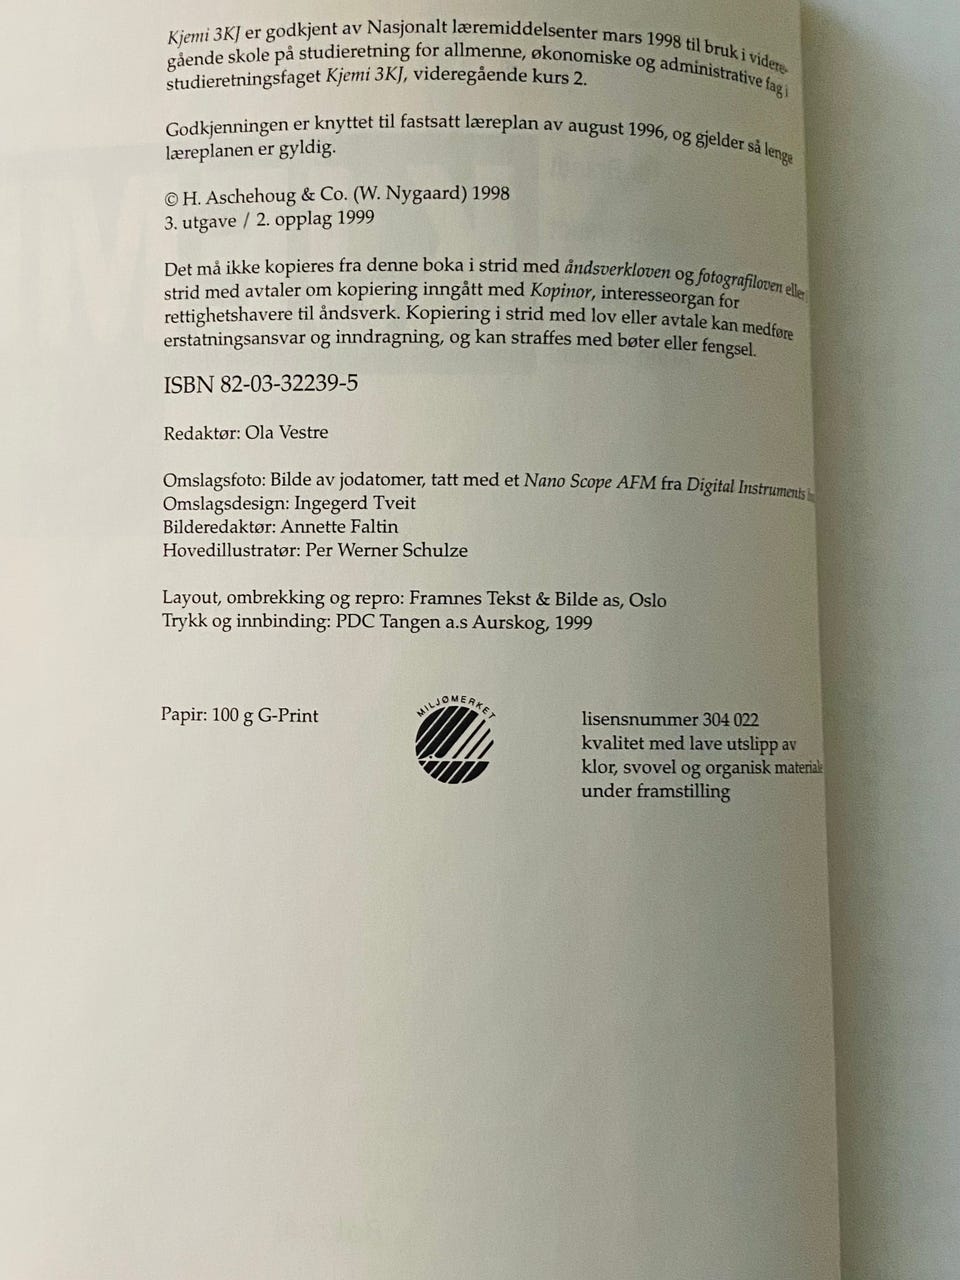 Kjemi 3KJ er godkjent av Nasjonalt læremiddelsenter mars 1998 til bruk i videre-
gående skole på studieretning for allmenne, økonomiske og administrative fag i
studieretningsfaget Kjemi 3KJ, videregående kurs 2.
Godkjenningen er knyttet til fastsatt læreplan av august 1996, og gjelder så lenge
læreplanen er gyldig.
© H. Aschehoug & Co. (W. Nygaard) 1998
3. utgave / 2. opplag 1999
Det må ikke kopieres fra denne boka i strid med åndsverkloven og fotografiloven eller
strid med avtaler om kopiering inngått med Kopinor, interesseorgan for
rettighetshavere til åndsverk. Kopiering i strid med lov eller avtale kan medføre
erstatningsansvar og inndragning, og kan straffes med bøter eller fengsel.
ISBN 82-03-32239-5
Redaktør: Ola Vestre
Omslagsfoto: Bilde av jodatomer, tatt med et Nano Scope AFM fra Digital Instruments
Omslagsdesign: Ingegerd Tveit
Bilderedaktør: Annette Faltin
Hovedillustratør: Per Werner Schulze
Layout, ombrekking og repro: Framnes Tekst & Bilde as, Oslo
Trykk og innbinding: PDC Tangen a.s Aurskog, 1999
Papir: 100 g G-Print
MILJØMERKET
lisensnummer 304 022
kvalitet med lave utslipp av
klor, svovel og organisk materiale
under framstilling